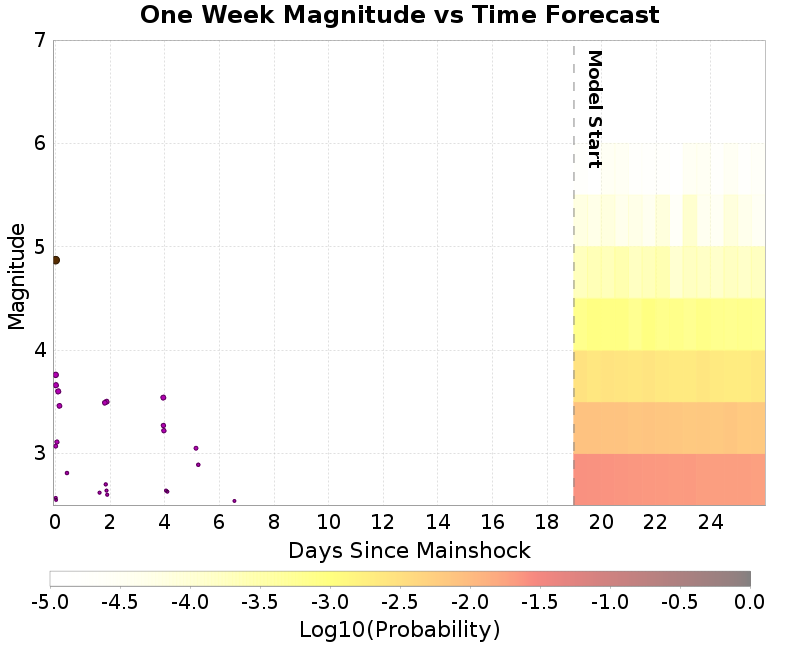 One Week Magnitude vs Time Forecast
7
6
5
4
3
Magnitude
Model Start
0 2 4 6 8 10 12 14 16 18 20 22 24
Days Since Mainshock
-5.0 -4.5 -4.0 -3.5 -3.0 -2.5 -2.0 -1.5 -1.0 -0.5 0.0
Log10(Probability)